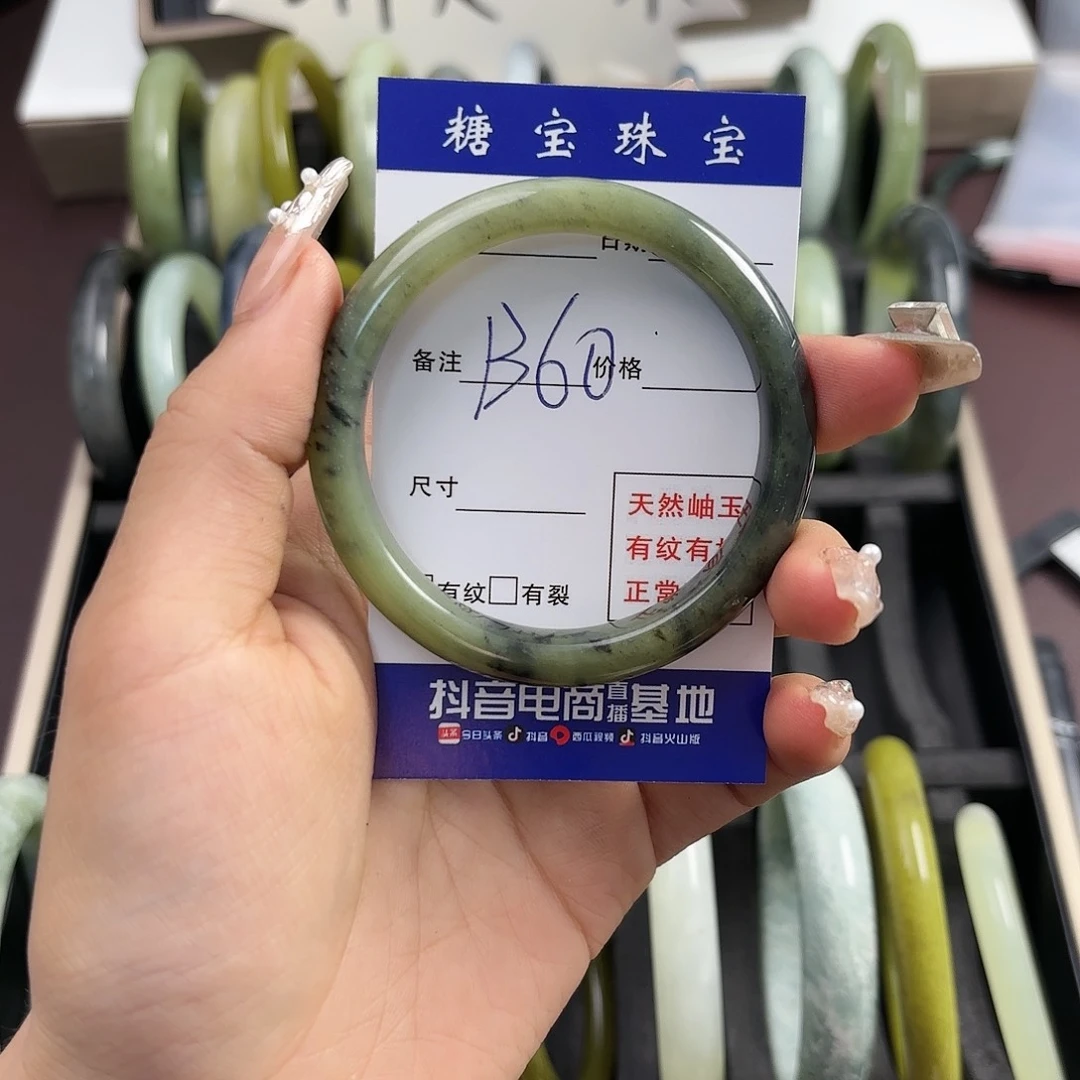 糖宝珠宝
日期
备注 B60 价格
尺寸
天然岫玉
有纹有
正常
有纹□有裂
抖音电商直播基地
头条 今日头条 抖音 西瓜视频 抖音火山版